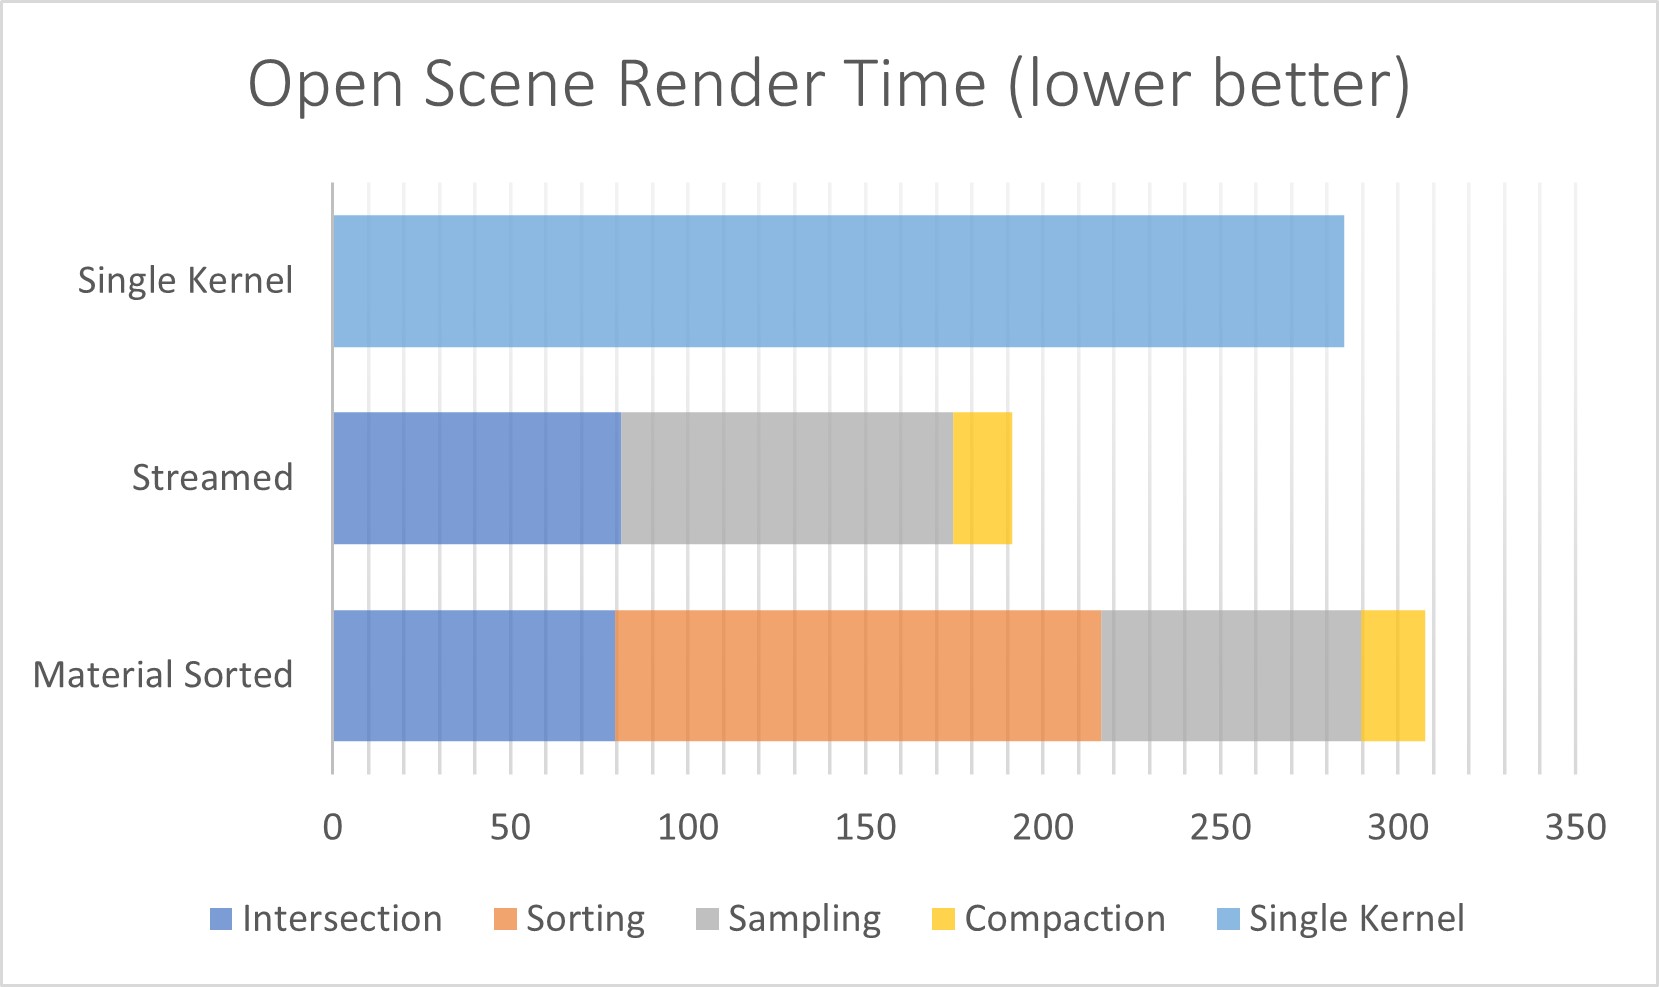 Open Scene Render Time (lower better)
Single Kernel
Streamed
Material Sorted
0 50 100 150 200 250 300 350
Intersection Sorting Sampling Compaction Single Kernel